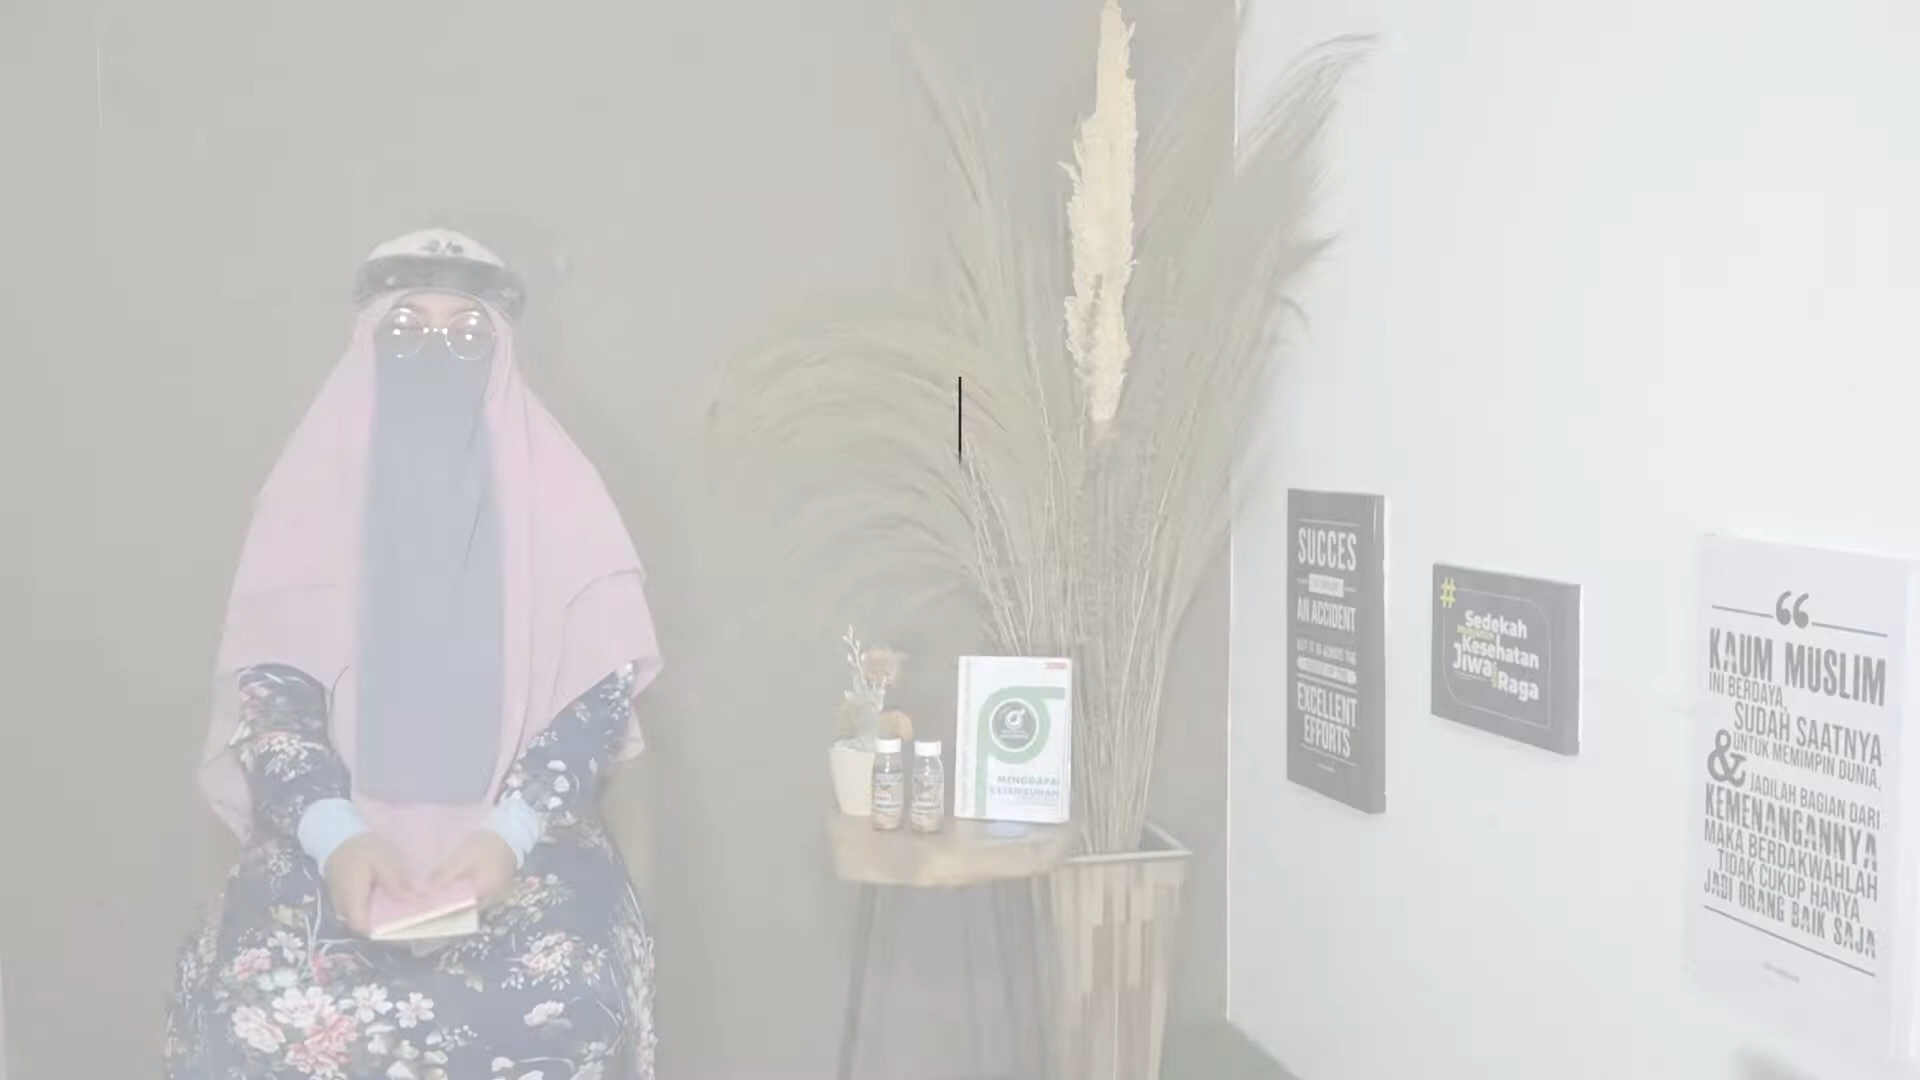 SUCCES
AN ACCIDENT
EXCELLENT
EFFORTS
#
Sedekah
Kesehatan
Jiwa
Raga
“
KAUM MUSLIM
INI BERDAYA,
SUDAH SAATNYA
UNTUK MEMIMPIN DUNIA,
&
JADILAH BAGIAN DARI
KEMENANGANNYA
MAKA BERDAKWAHLAH
TIDAK CUKUP HANYA
JADI ORANG BAIK SAJA
MENGGAPAI
KESEMBUHAN